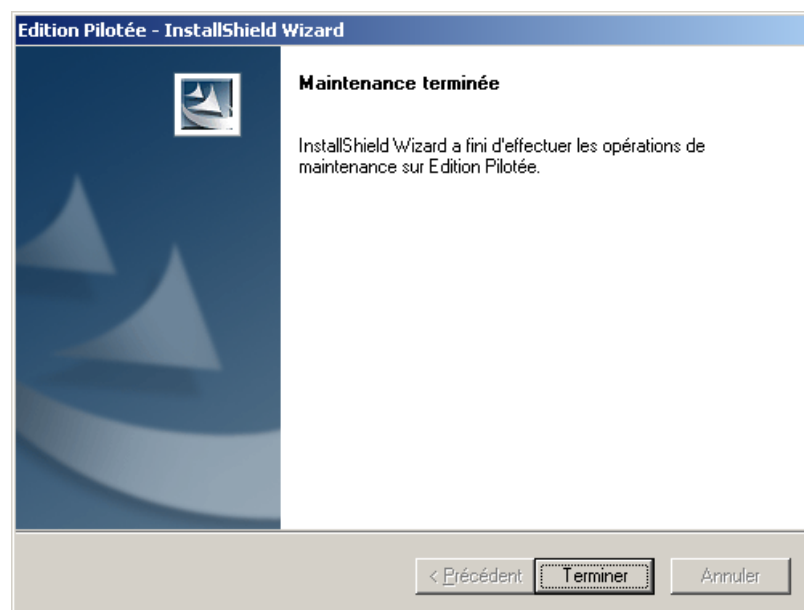 Edition Pilotée - InstallShield Wizard
Maintenance terminée
InstallShield Wizard a fini d'effectuer les opérations de
maintenance sur Edition Pilotée.
< Précédent Terminer Annuler